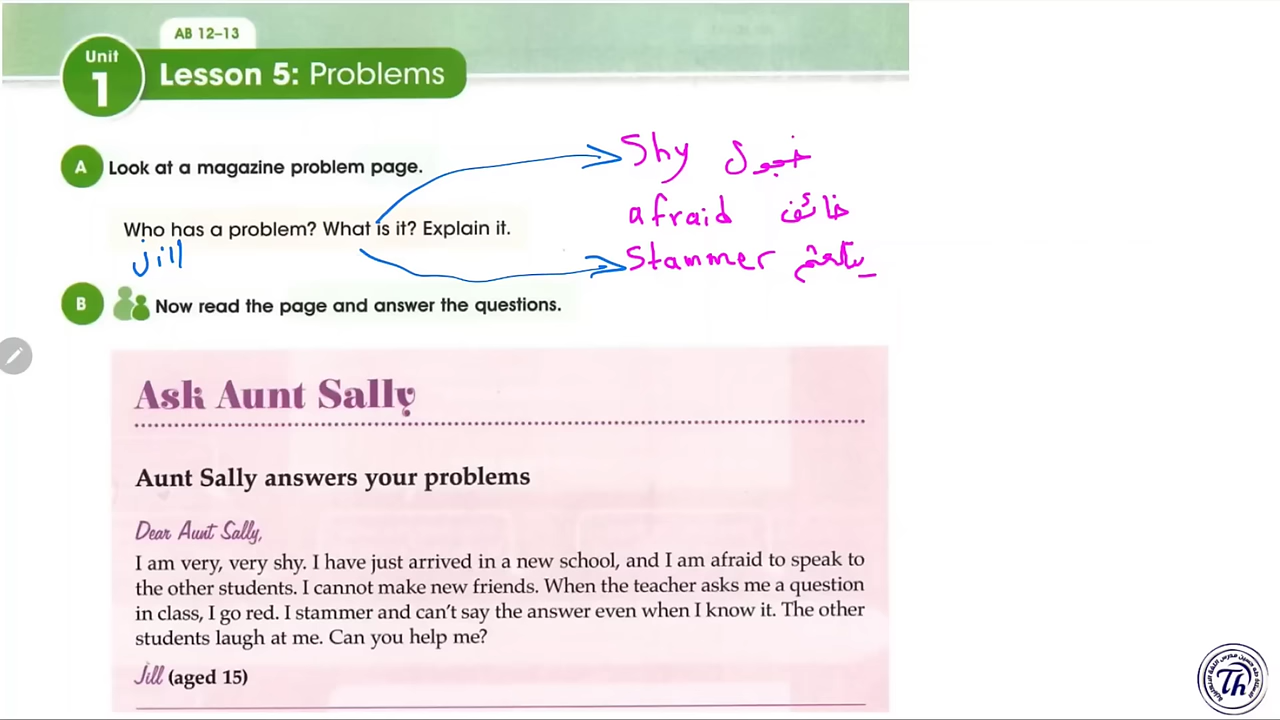 AB 12–13
Unit 1
Lesson 5: Problems
A Look at a magazine problem page.
Who has a problem? What is it? Explain it.
Jill
Shy خجول
afraid خائف
Stammer يتلعثم
B Now read the page and answer the questions.
Ask Aunt Sally
Aunt Sally answers your problems
Dear Aunt Sally,
I am very, very shy. I have just arrived in a new school, and I am afraid to speak to
the other students. I cannot make new friends. When the teacher asks me a question
in class, I go red. I stammer and can't say the answer even when I know it. The other
students laugh at me. Can you help me?
Jill (aged 15)
Th